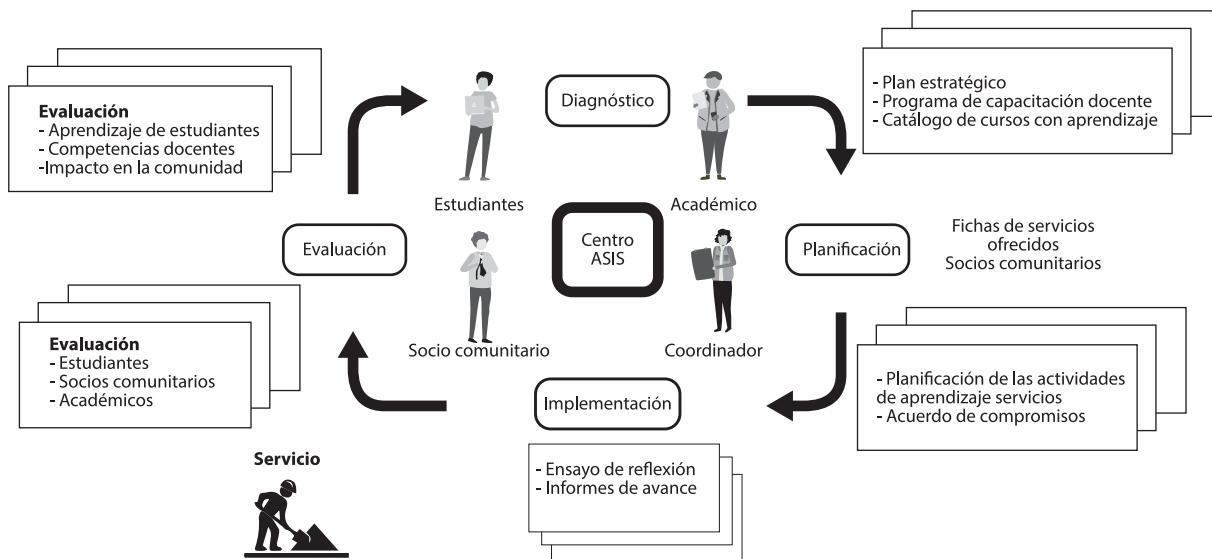 Evaluación
- Aprendizaje de estudiantes
- Competencias docentes
-Impacto en la comunidad
Diagnóstico
- Plan estratégico
- Programa de capacitación docente
- Catálogo de cursos con aprendizaje
Estudiantes
Académico
Evaluación
Centro
ASIS
Planificación
Fichas de servicios
ofrecidos
Socios comunitarios
Socio comunitario
Coordinador
Evaluación
- Estudiantes
- Socios comunitarios
- Académicos
Implementación
- Planificación de las actividades
de aprendizaje servicios
- Acuerdo de compromisos
Servicio
- Ensayo de reflexión
- Informes de avance